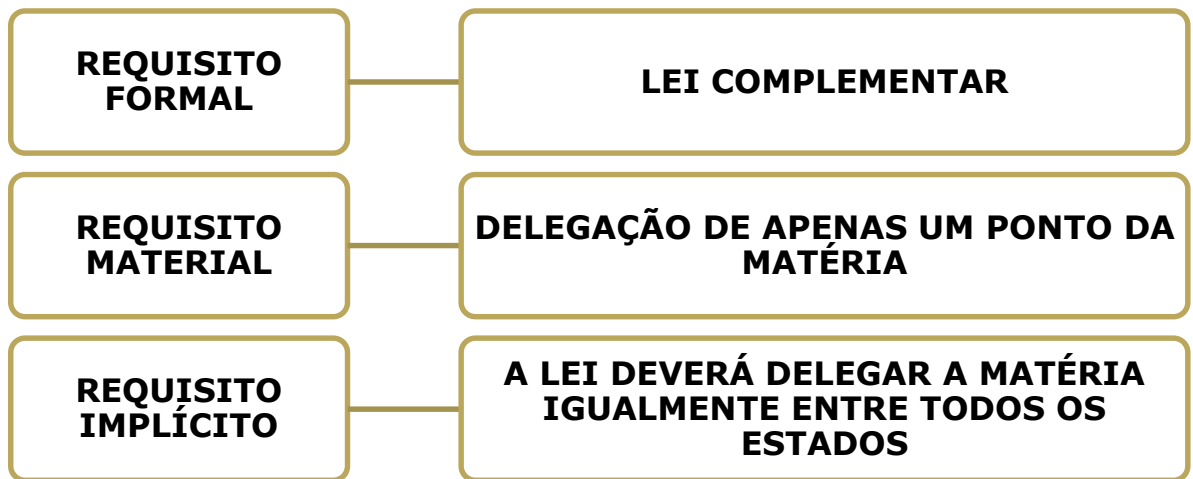 REQUISITO
FORMAL
LEI COMPLEMENTAR
REQUISITO
MATERIAL
DELEGAÇÃO DE APENAS UM PONTO DA
MATÉRIA
REQUISITO
IMPLÍCITO
A LEI DEVERÁ DELEGAR A MATÉRIA
IGUALMENTE ENTRE TODOS OS
ESTADOS